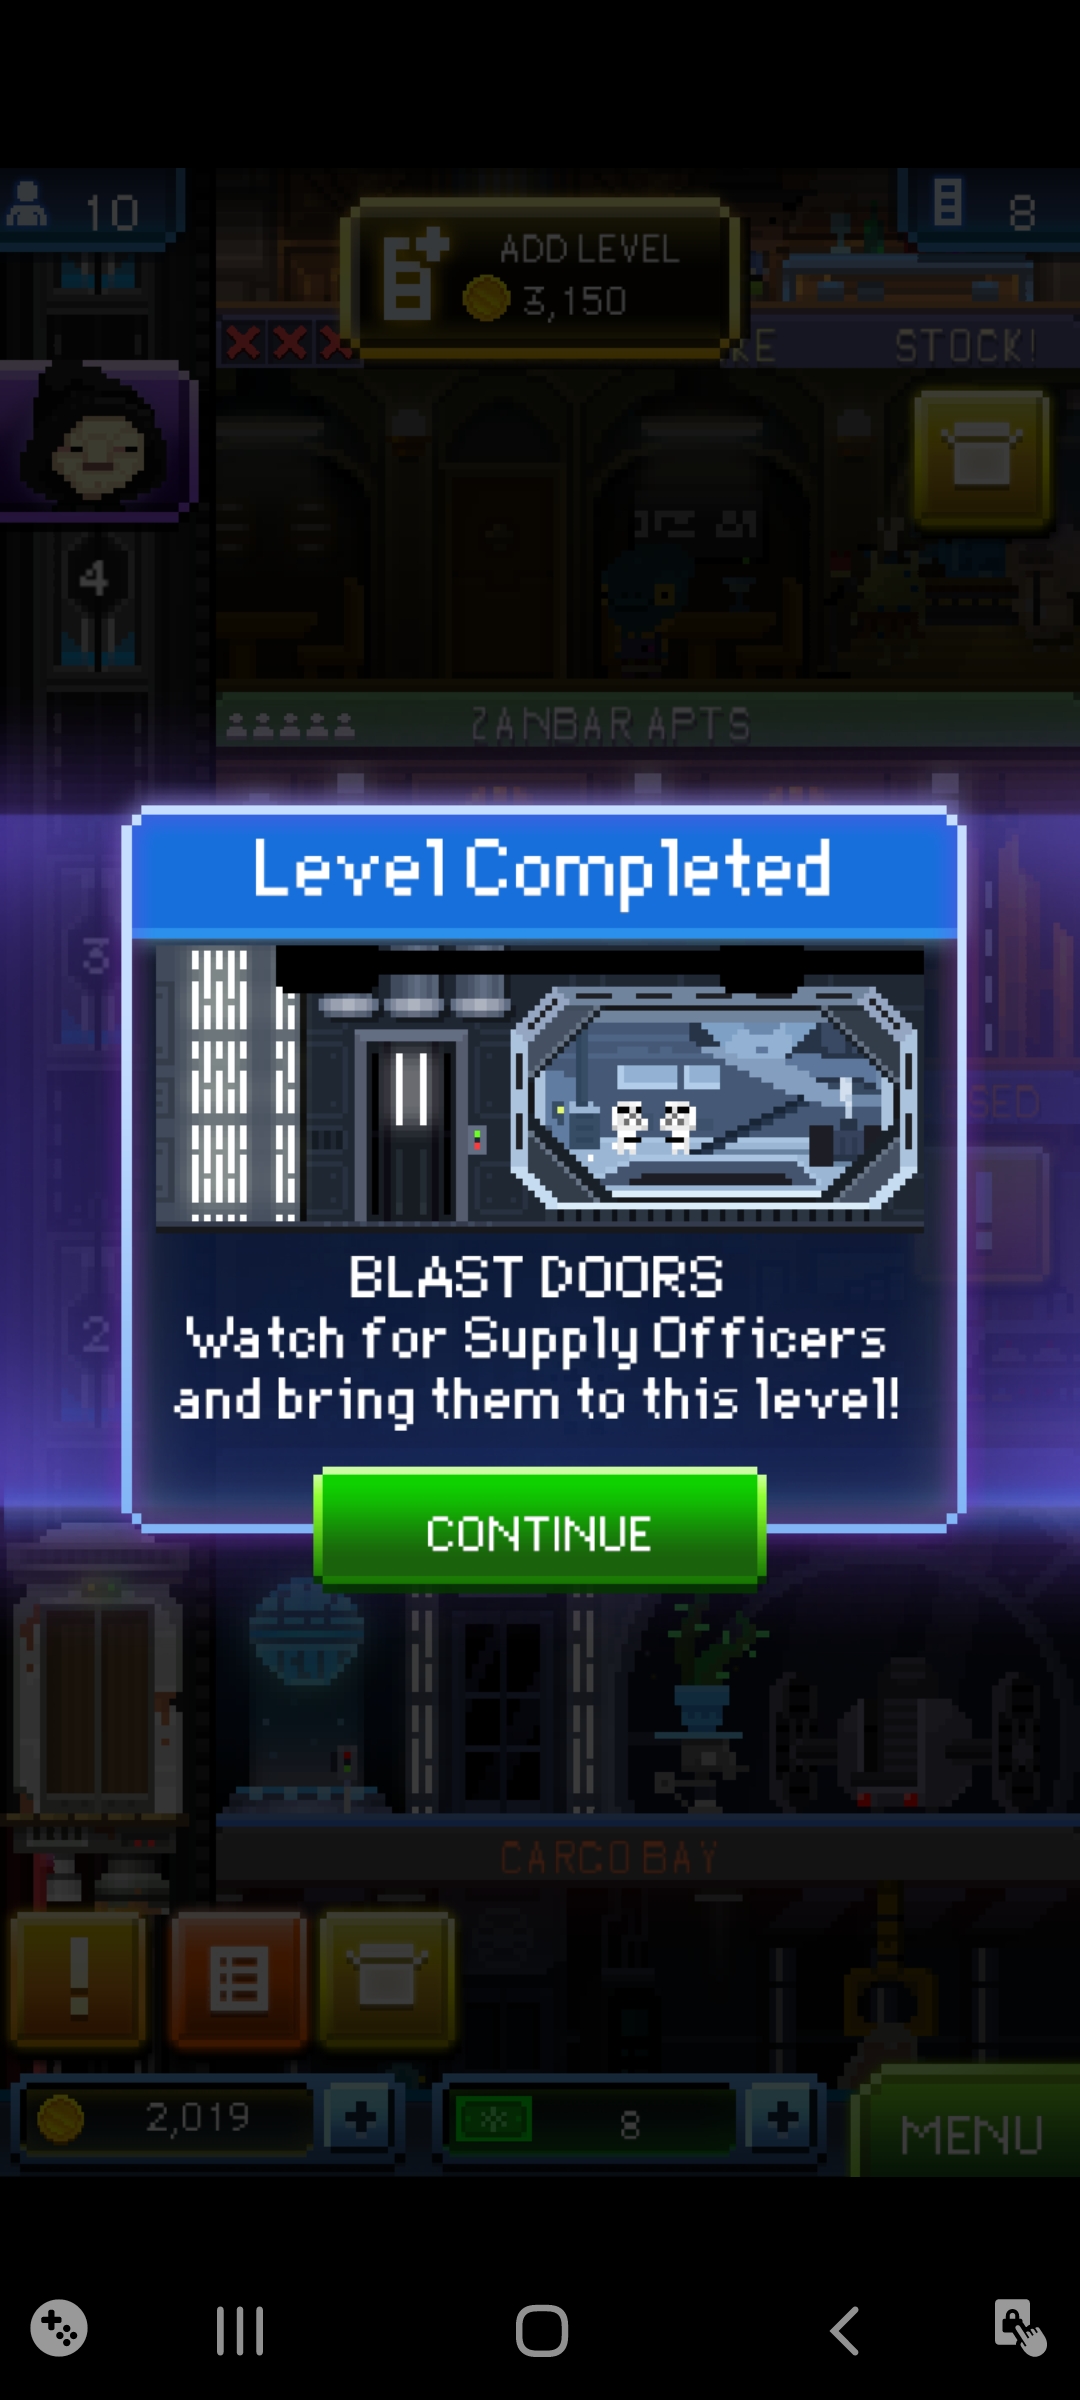 10
ADD LEVEL
3,150
8
STOCK!
4
ZANBAR APTS
Level Completed
3
BLAST DOORS
Watch for Supply Officers
and bring them to this level!
2
CONTINUE
CARGO BAY
2,019
8
MENU